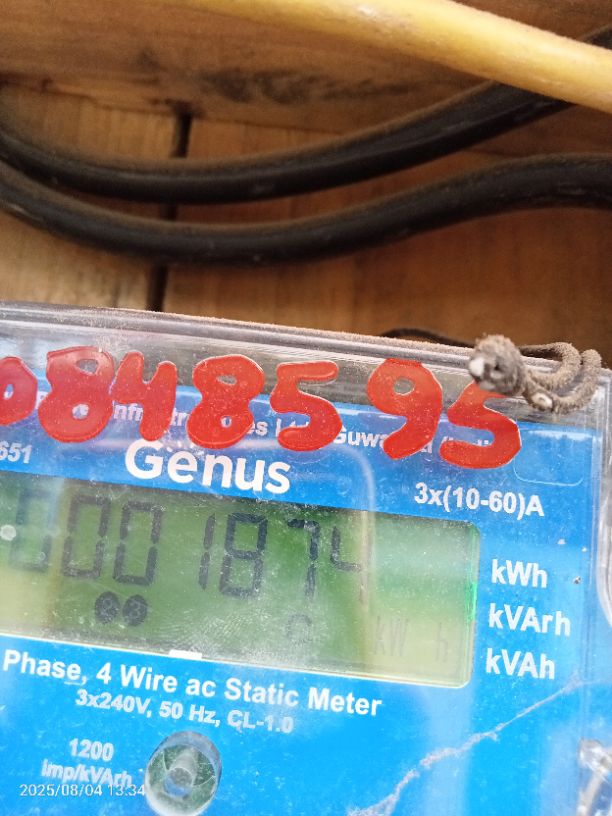 0848595
651
Genus
3x(10-60)A
kWh
kW h
kVArh
kVAh
Phase, 4 Wire ac Static Meter
3x240V, 50 Hz, CL-1.0
1200
imp/kVArh
2025/08/04 13:34